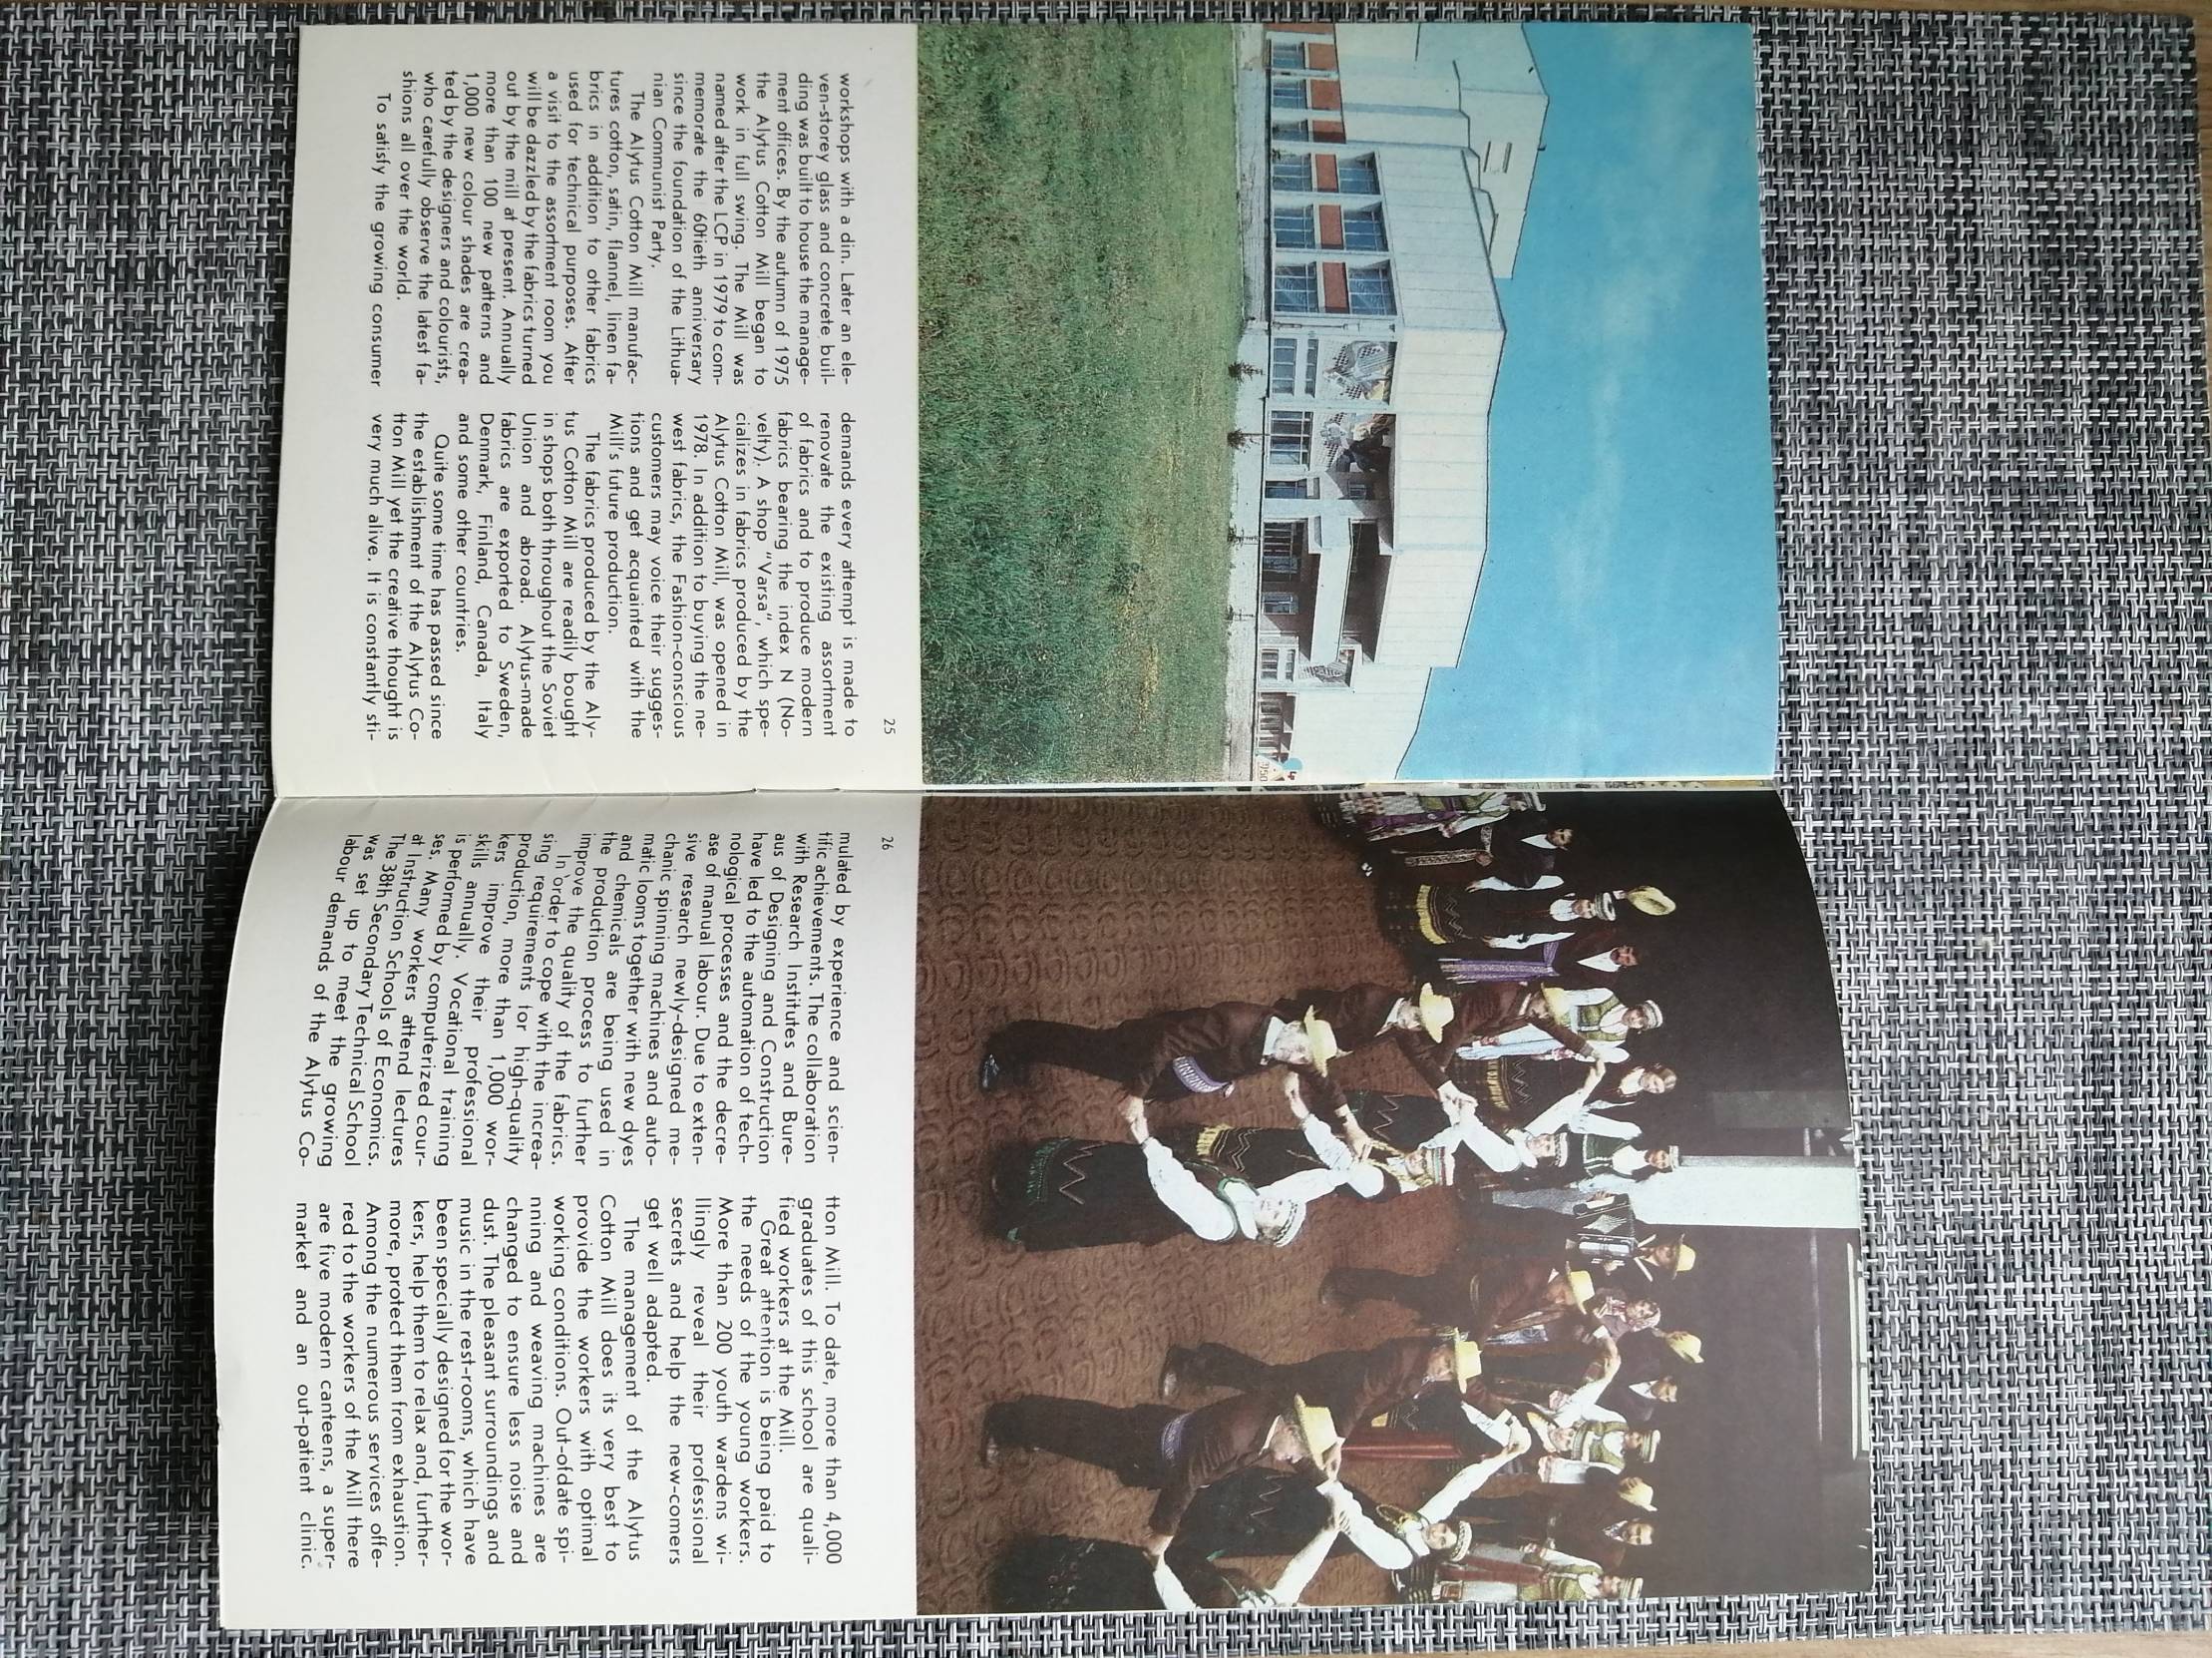 25
workshops with a din. Later an ele-
ven-storey glass and concrete buil-
ding was built to house the manage-
ment offices. By the autumn of 1975
the Alytus Cotton Mill began to
work in full swing. The Mill was
named after the LCP in 1979 to com-
memorate the 60tieth anniversary
since the foundation of the Lithua-
nian Communist Party.
The Alytus Cotton Mill manufac-
tures cotton, satin, flannel, linen fa-
brics in addition to other fabrics
used for technical purposes. After
a visit to the assortment room you
will be dazzled by the fabrics turned
out by the mill at present. Annually
more than 100 new patterns and
1,000 new colour shades are crea-
ted by the designers and colourists,
who carefully observe the latest fa-
shions all over the world.
To satisfy the growing consumer
demands every attempt is made to
renovate the existing assortment
of fabrics and to produce modern
fabrics bearing the index N (No-
velty). A shop "Varsa", which spe-
cializes in fabrics produced by the
Alytus Cotton Mill, was opened in
1978. In addition to buying the ne-
west fabrics, the Fashion-conscious
customers may voice their sugges-
tions and get acquainted with the
Mill's future production.
The fabrics produced by the Aly-
tus Cotton Mill are readily bought
in shops both throughout the Soviet
Union and abroad. Alytus-made
fabrics are exported to Sweden,
Denmark, Finland, Canada, Italy
and some other countries.
Quite some time has passed since
the establishment of the Alytus Co-
tton Mill yet the creative thought is
very much alive. It is constantly sti-
26
mulated by experience and scien-
tific achievements. The collaboration
with Research Institutes and Bure-
aus of Designing and Construction
have led to the automation of tech-
nological processes and the decre-
ase of manual labour. Due to exten-
sive research newly-designed me-
chanic spinning machines and auto-
matic looms together with new dyes
and chemicals are being used in
the production process to further
improve the quality of the fabrics.
In order to cope with the increa-
sing requirements for high-quality
production, more than 1,000 wor-
kers improve their professional
skills annually. Vocational training
is performed by computerized cour-
ses. Many workers attend lectures
at Instruction Schools of Economics.
The 38th Secondary Technical School
was set up to meet the growing
labour demands of the Alytus Co-
tton Mill. To date, more than 4,000
graduates of this school are quali-
fied workers at the Mill.
Great attention is being paid to
the needs of the young workers.
More than 200 youth wardens wi-
llingly reveal their professional
secrets and help the new-comers
get well adapted.
The management of the Alytus
Cotton Mill does its very best to
provide the workers with optimal
working conditions. Out-ofdate spi-
nning and weaving machines are
changed to ensure less noise and
dust. The pleasant surroundings and
music in the rest-rooms, which have
been specially designed for the wor-
kers, help them to relax and, further-
more, protect them from exhaustion.
Among the numerous services offe-
red to the workers of the Mill there
are five modern canteens, a super-
market and an out-patient clinic.